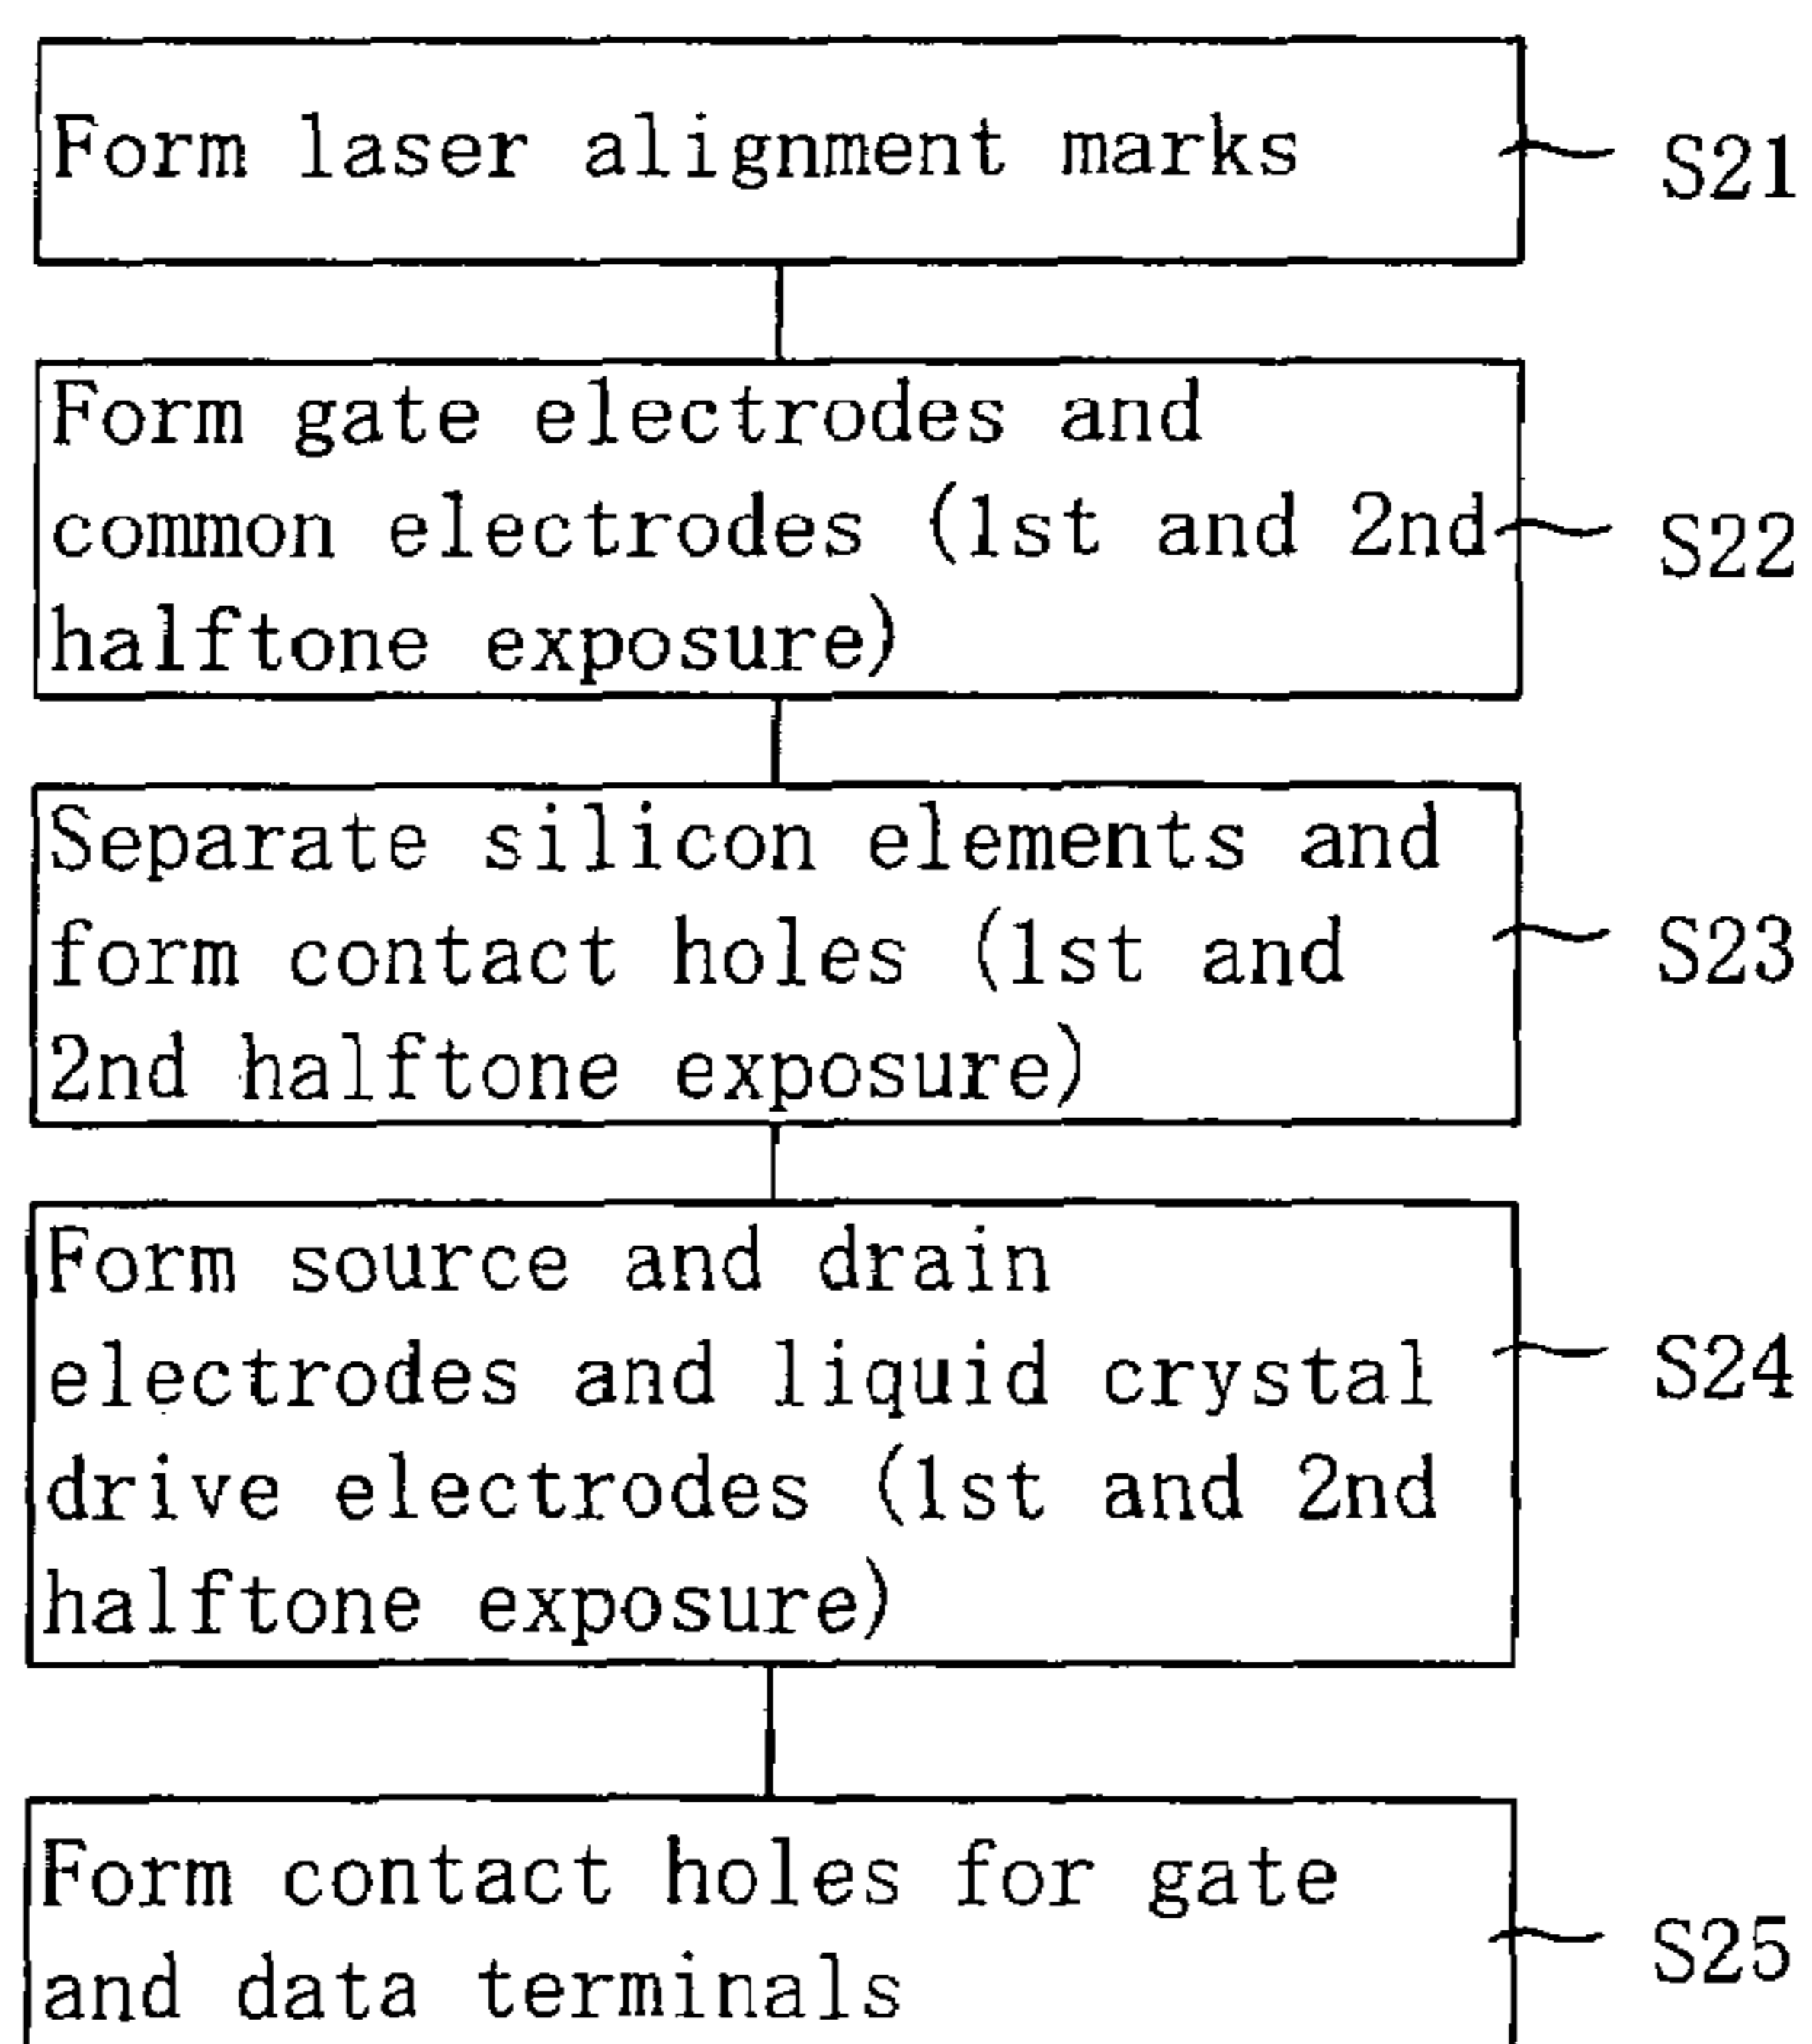 Form laser alignment marks
S21
Form gate electrodes and
common electrodes (1st and 2nd
halftone exposure)
S22
Separate silicon elements and
form contact holes (1st and
2nd halftone exposure)
S23
Form source and drain
electrodes and liquid crystal
drive electrodes (1st and 2nd
halftone exposure)
S24
Form contact holes for gate
and data terminals
S25